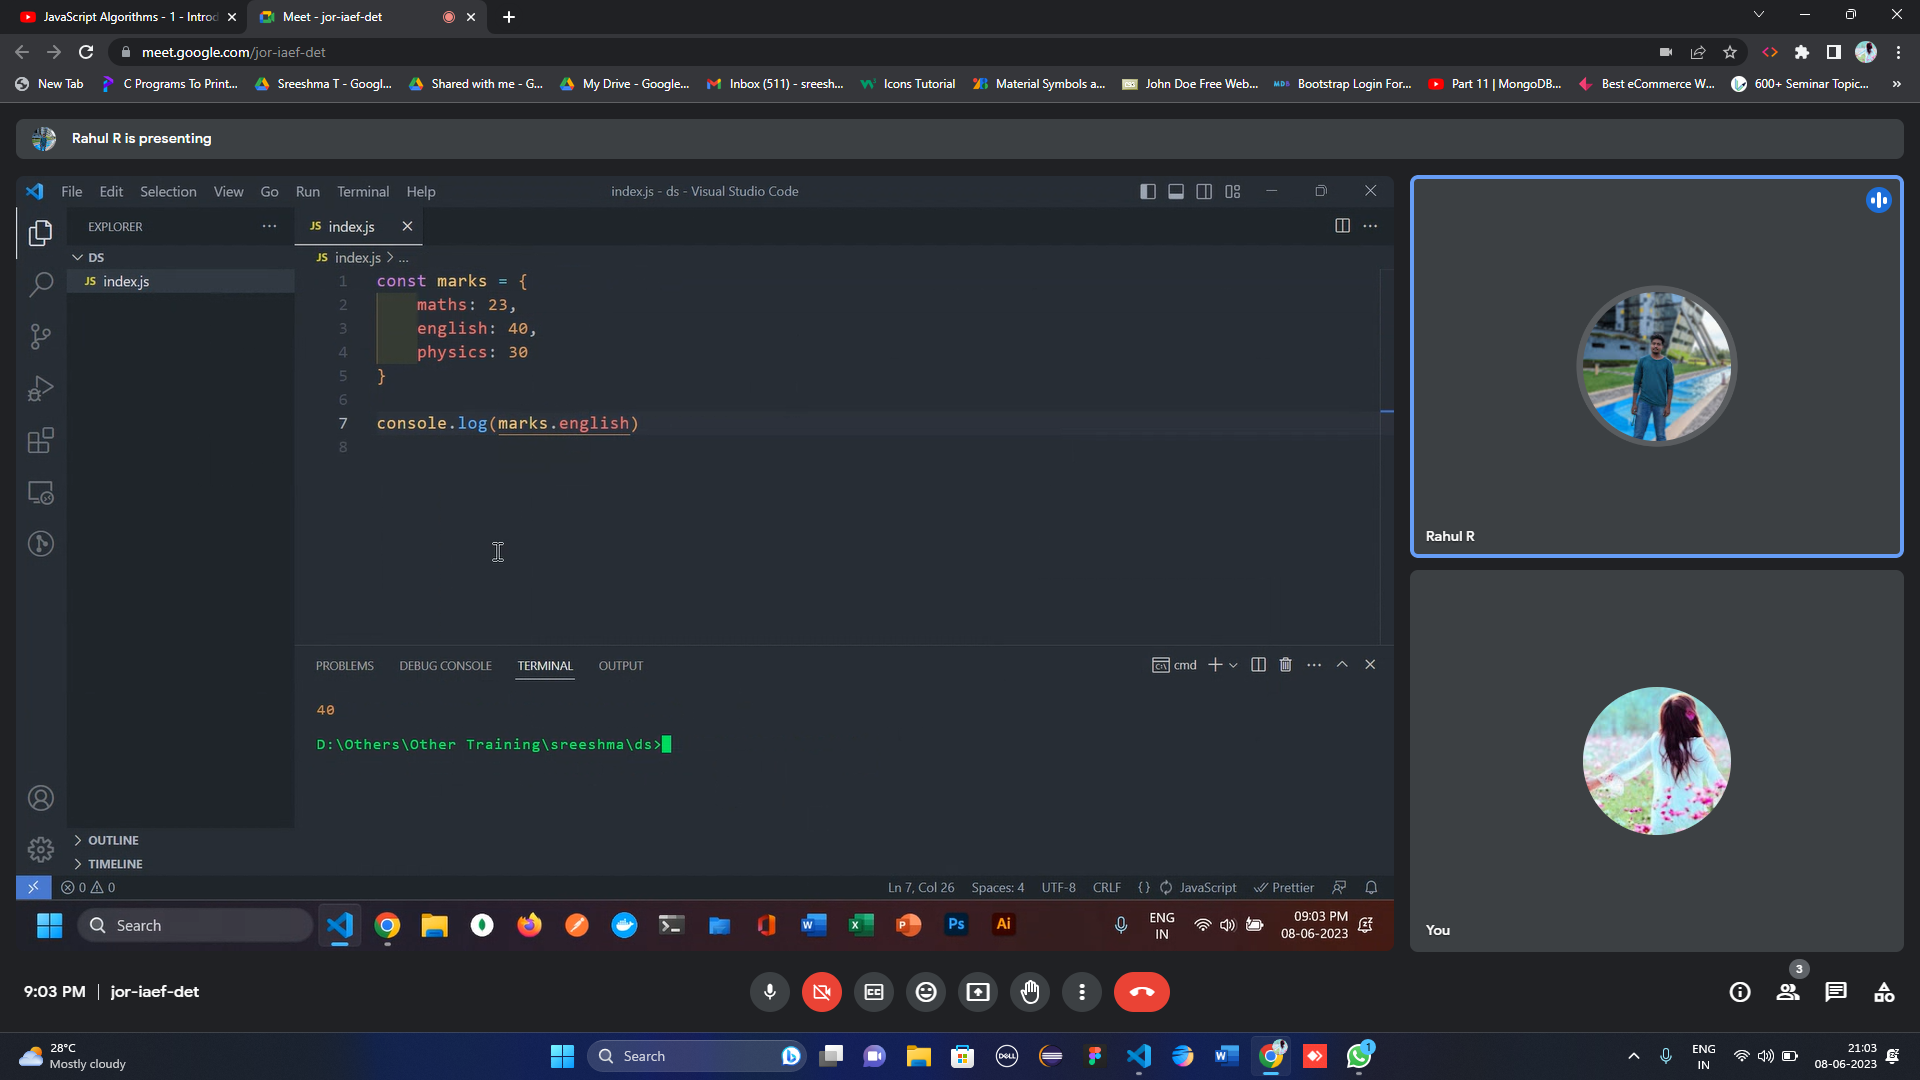 JavaScript Algorithms - 1 - Introd
Meet - jor-iaef-det
meet.google.com/jor-iaef-det
New Tab
C Programs To Print...
Sreeshma T - Googl...
Shared with me - G...
My Drive - Google...
Inbox (511) - sreesh...
Icons Tutorial
Material Symbols a...
John Doe Free Web...
Bootstrap Login For...
Part 11 | MongoDB...
Best eCommerce W...
600+ Seminar Topic...
Rahul R is presenting
File Edit Selection View Go Run Terminal Help
index.js - ds - Visual Studio Code
EXPLORER
JS index.js
DS
JS index.js
JS index.js > ...
1 const marks = {
2 maths: 23,
3 english: 40,
4 physics: 30
5 }
6
7 console.log(marks.english)
8
PROBLEMS DEBUG CONSOLE TERMINAL OUTPUT
cmd
40
D:\Others\Other Training\sreeshma\ds>
OUTLINE
TIMELINE
0 0
Ln 7, Col 26 Spaces: 4 UTF-8 CRLF {} JavaScript Prettier
Search
Ps
Ai
ENG
IN
09:03 PM
08-06-2023
Rahul R
You
9:03 PM | jor-iaef-det
3
28°C
Mostly cloudy
Search
DELL
1
ENG
IN
21:03
08-06-2023